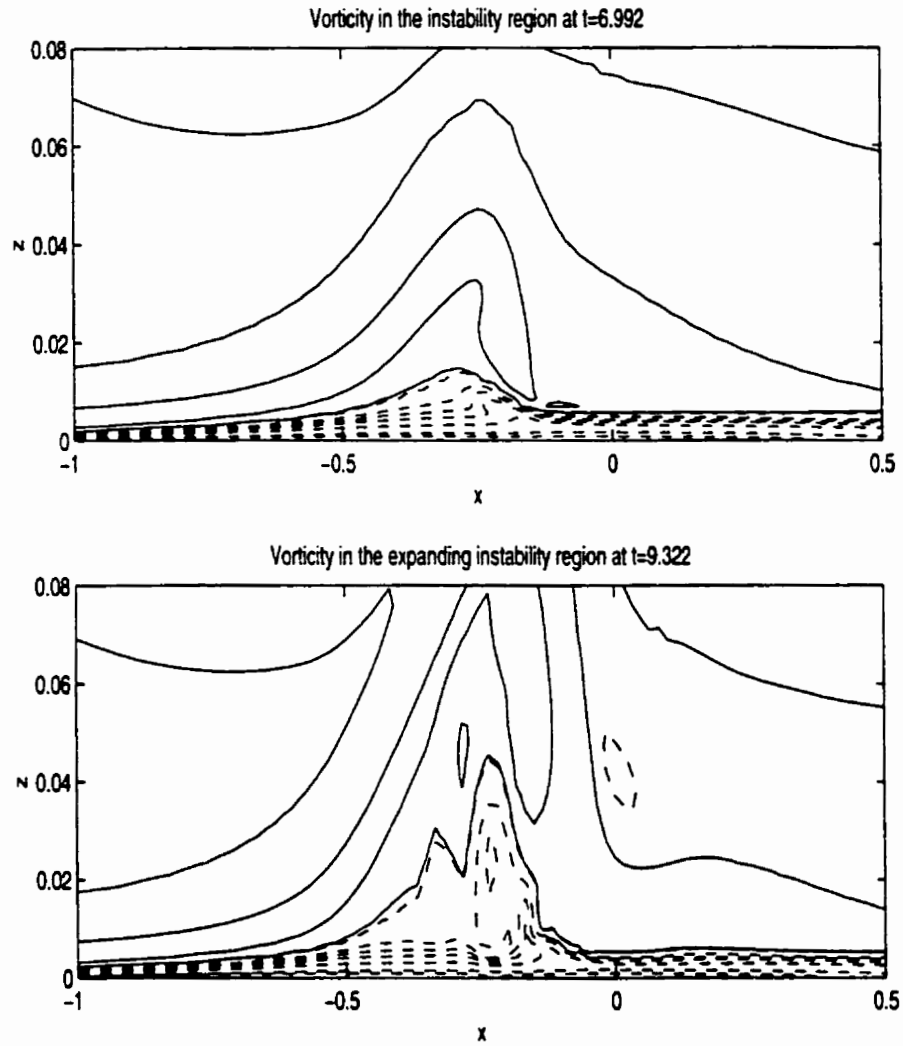 Vorticity in the instability region at t=6.992
0.08
0.06
z 0.04
0.02
0
-1 -0.5 0 0.5
x
Vorticity in the expanding instability region at t=9.322
0.08
0.06
z 0.04
0.02
0
-1 -0.5 0 0.5
x